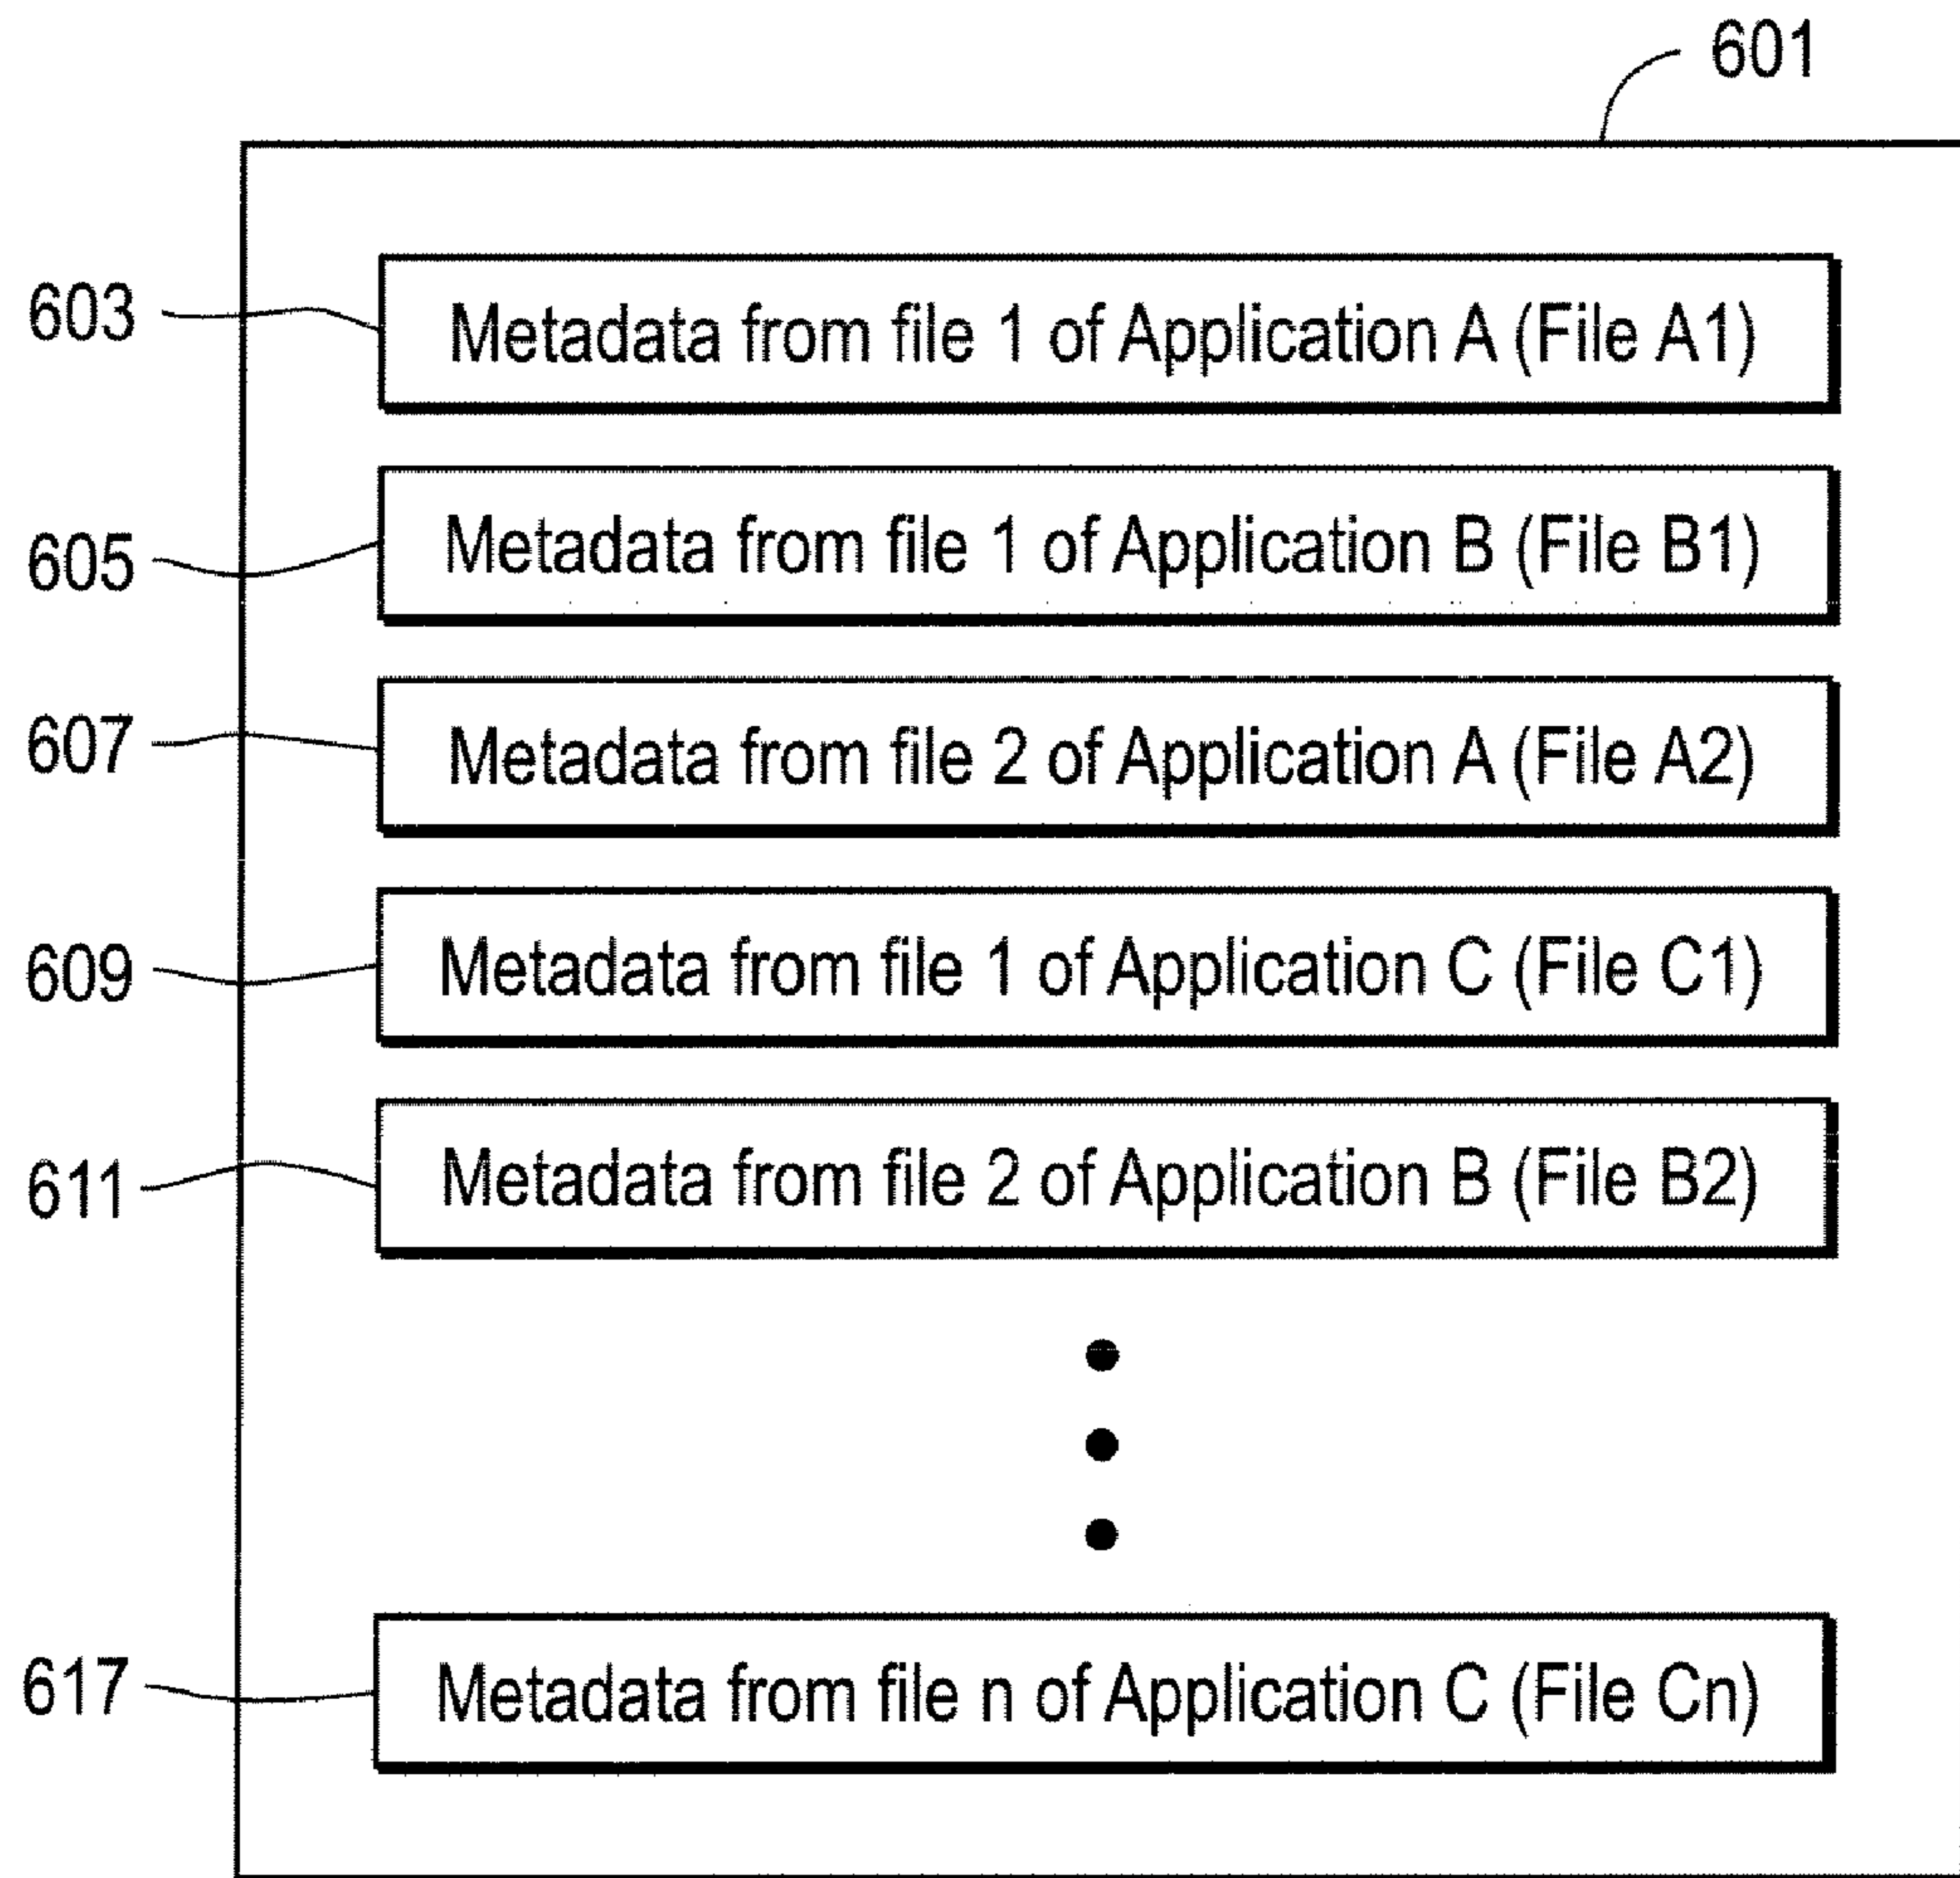 601
603 Metadata from file 1 of Application A (File A1)
605 Metadata from file 1 of Application B (File B1)
607 Metadata from file 2 of Application A (File A2)
609 Metadata from file 1 of Application C (File C1)
611 Metadata from file 2 of Application B (File B2)
617 Metadata from file n of Application C (File Cn)